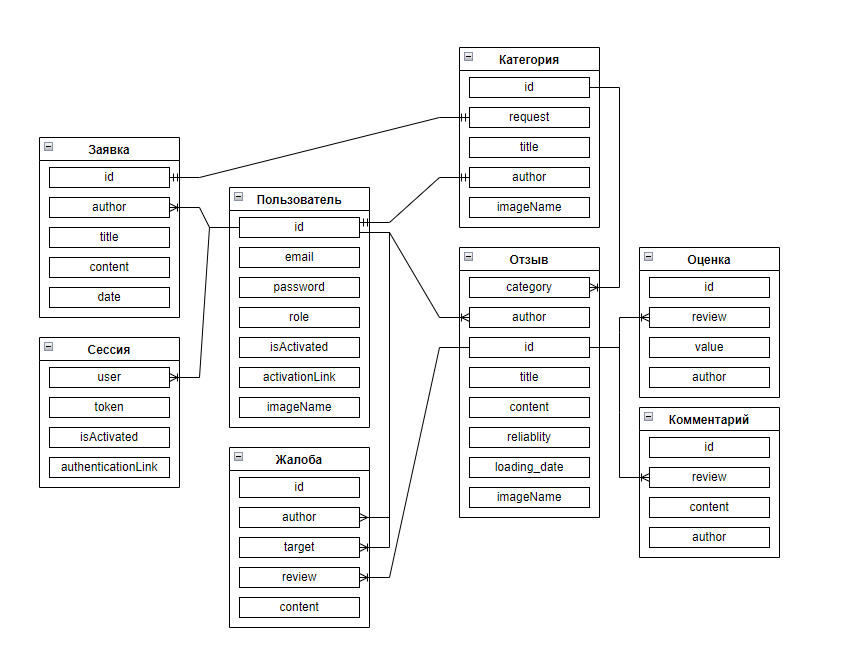 Заявка
id
author
title
content
date
Сессия
user
token
isActivated
authenticationLink
Пользователь
id
email
password
role
isActivated
activationLink
imageName
Жалоба
id
author
target
review
content
Категория
id
request
title
author
imageName
Отзыв
category
author
id
title
content
reliablity
loading_date
imageName
Оценка
id
review
value
author
Комментарий
id
review
content
author